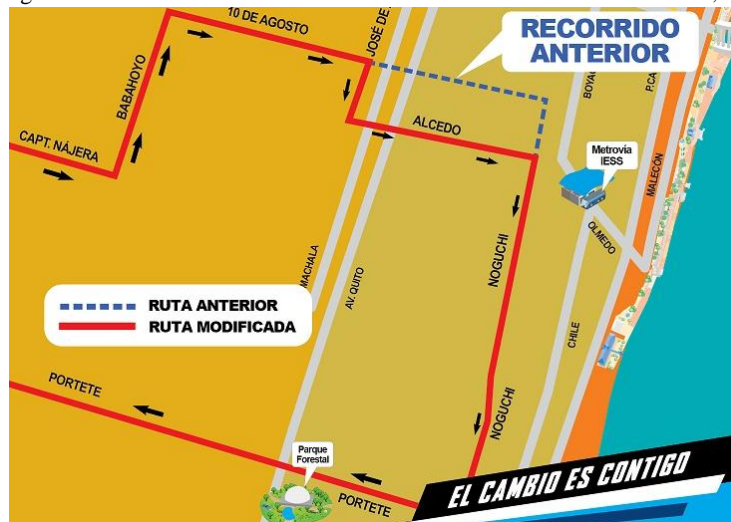 10 DE AGOSTO
JOSÉ DE
RECORRIDO
ANTERIOR
BABAHOYO
CAPT. NÁJERA
ALCEDO
Metrovía
IESS
MALECÓN
OLMEDO
NOGUCHI
MACHALA
AV. QUITO
CHILE
RUTA ANTERIOR
RUTA MODIFICADA
PORTETE
NOGUCHI
Parque
Forestal
PORTETE
EL CAMBIO ES CONTIGO